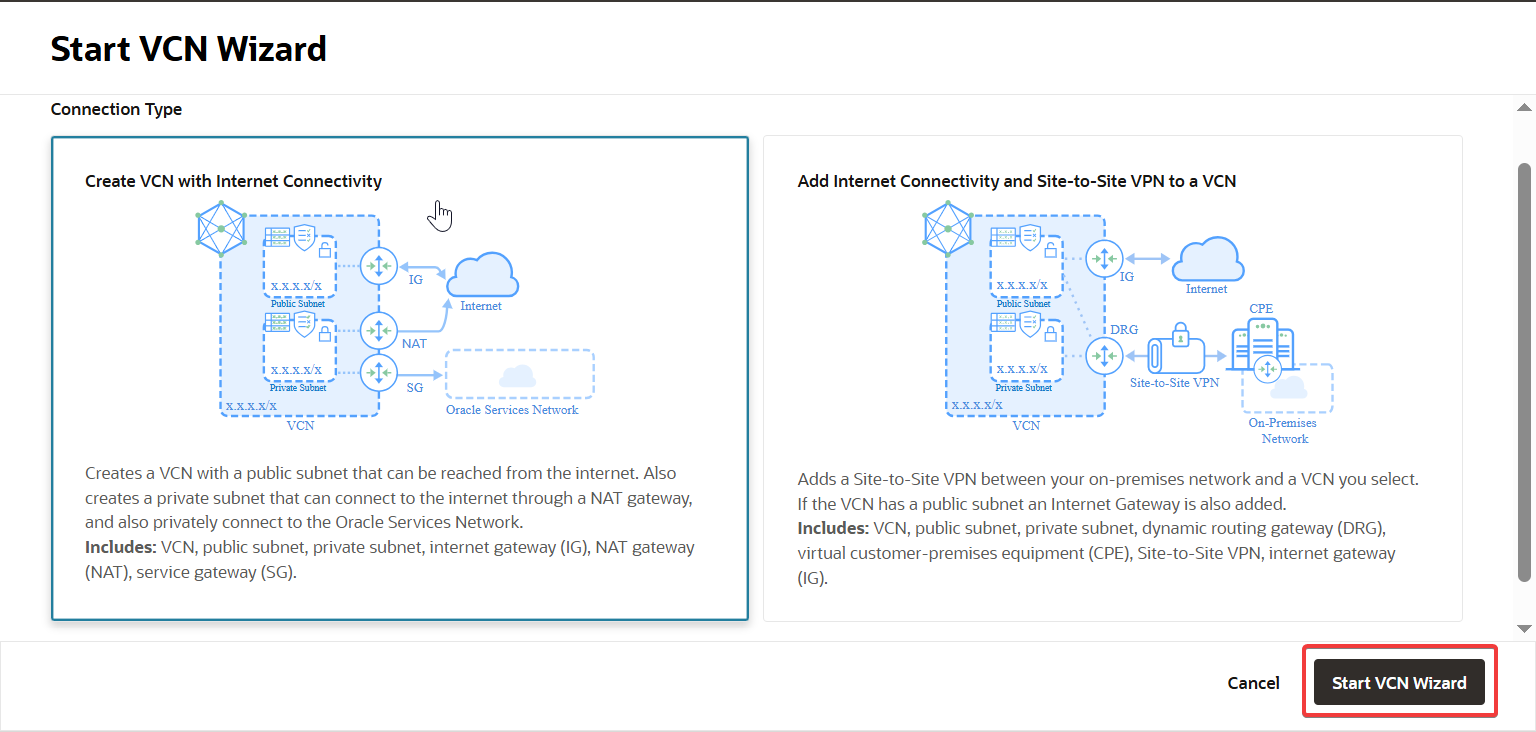 Start VCN Wizard
Connection Type
Create VCN with Internet Connectivity
x.x.x.x/x
Public Subnet
IG
Internet
x.x.x.x/x
Private Subnet
NAT
SG
x.x.x.x/x
VCN
Oracle Services Network
Creates a VCN with a public subnet that can be reached from the internet. Also
creates a private subnet that can connect to the internet through a NAT gateway,
and also privately connect to the Oracle Services Network.
Includes: VCN, public subnet, private subnet, internet gateway (IG), NAT gateway
(NAT), service gateway (SG).
Add Internet Connectivity and Site-to-Site VPN to a VCN
x.x.x.x/x
Public Subnet
IG
Internet
CPE
DRG
x.x.x.x/x
Private Subnet
Site-to-Site VPN
x.x.x.x/x
VCN
On-Premises
Network
Adds a Site-to-Site VPN between your on-premises network and a VCN you select.
If the VCN has a public subnet an Internet Gateway is also added.
Includes: VCN, public subnet, private subnet, dynamic routing gateway (DRG),
virtual customer-premises equipment (CPE), Site-to-Site VPN, internet gateway
(IG).
Cancel
Start VCN Wizard